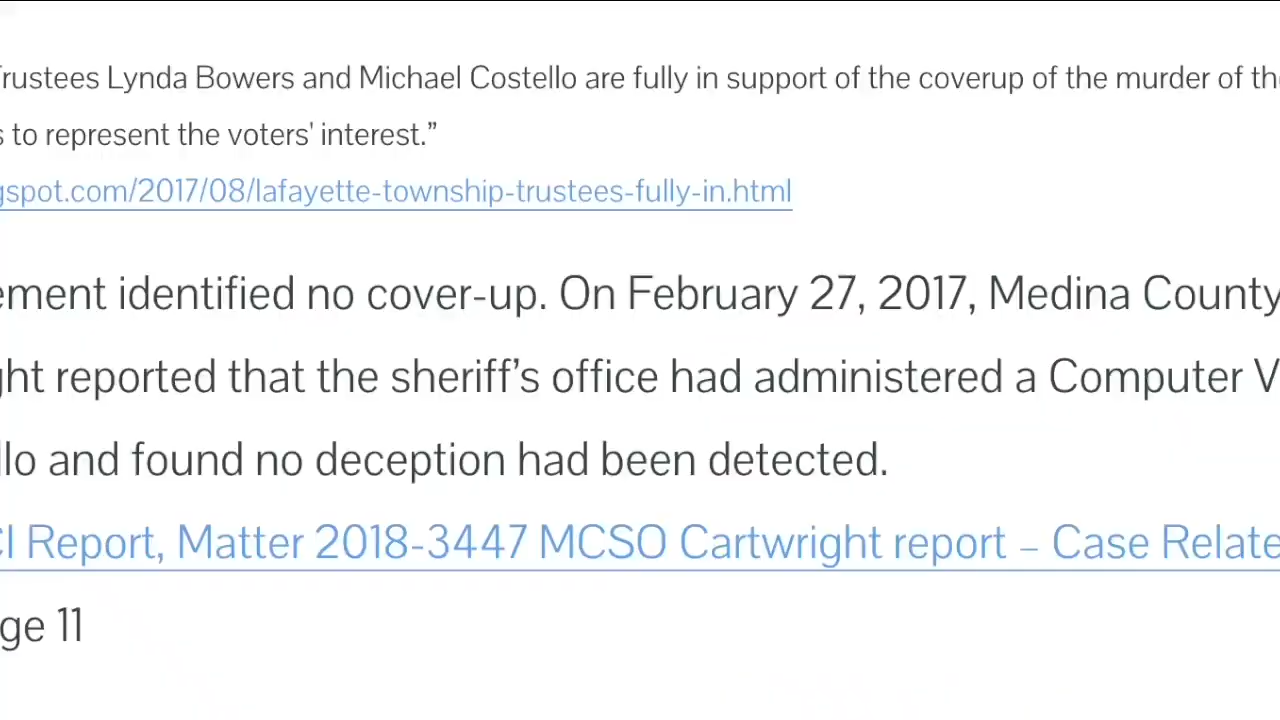 Trustees Lynda Bowers and Michael Costello are fully in support of the coverup of the murder of the
s to represent the voters' interest.”
gspot.com/2017/08/lafayette-township-trustees-fully-in.html
ement identified no cover-up. On February 27, 2017, Medina County
ght reported that the sheriff’s office had administered a Computer V
llo and found no deception had been detected.
CI Report, Matter 2018-3447 MCSO Cartwright report – Case Relate
ge 11